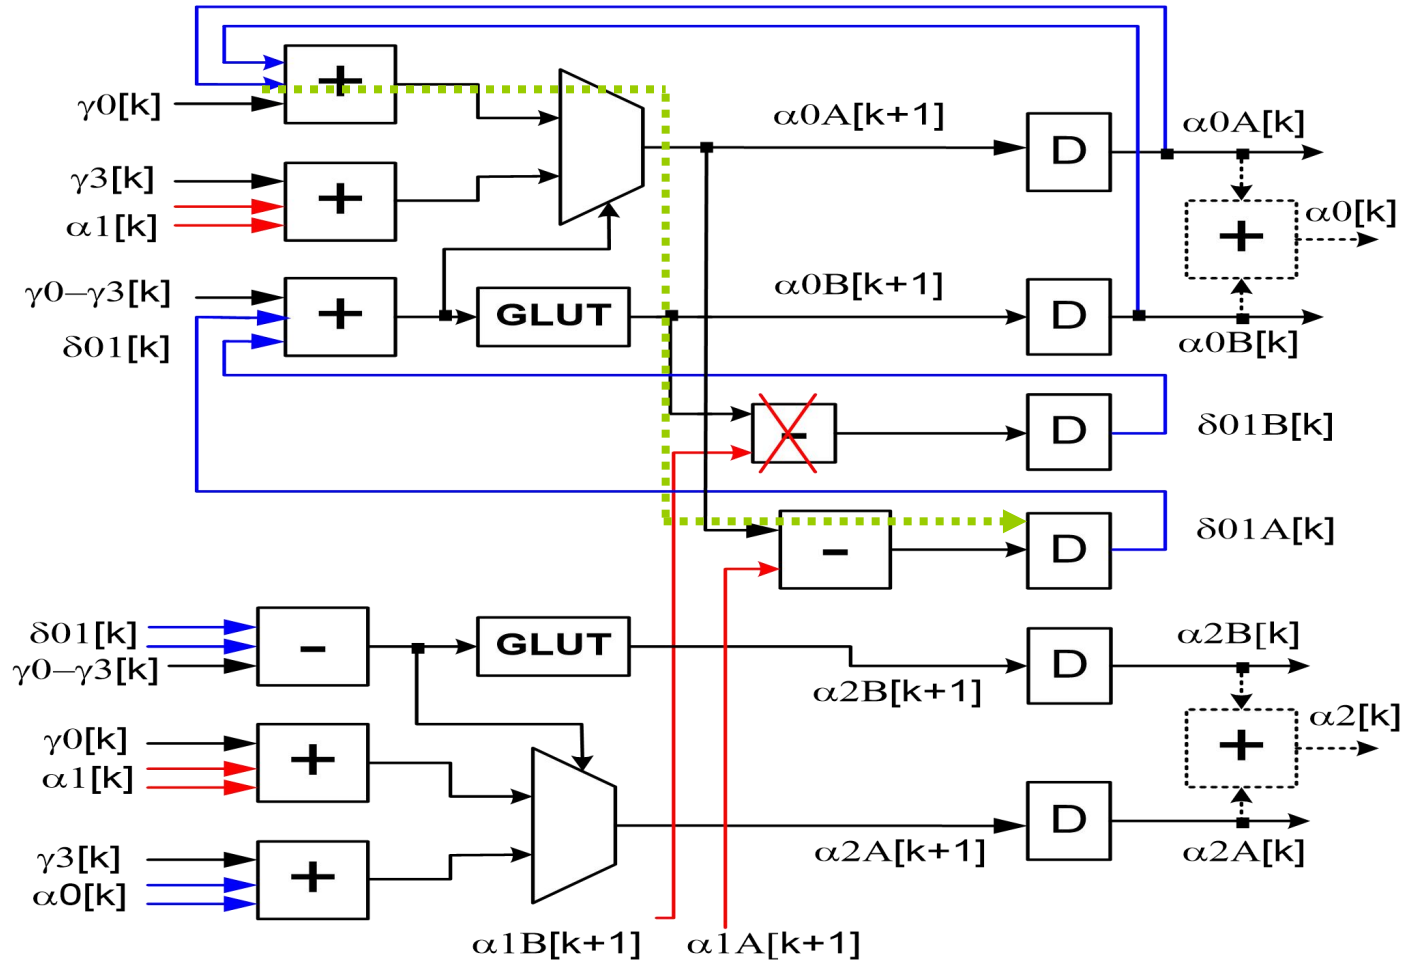 γ0[k]
+
α0A[k+1]
D
α0A[k]
γ3[k]
α1[k]
+
+
α0[k]
γ0–γ3[k]
δ01[k]
+
GLUT
α0B[k+1]
D
α0B[k]
-
D
δ01B[k]
-
D
δ01A[k]
δ01[k]
γ0–γ3[k]
-
GLUT
α2B[k+1]
D
α2B[k]
γ0[k]
α1[k]
+
+
α2[k]
γ3[k]
α0[k]
+
α2A[k+1]
D
α2A[k]
α1B[k+1]
α1A[k+1]